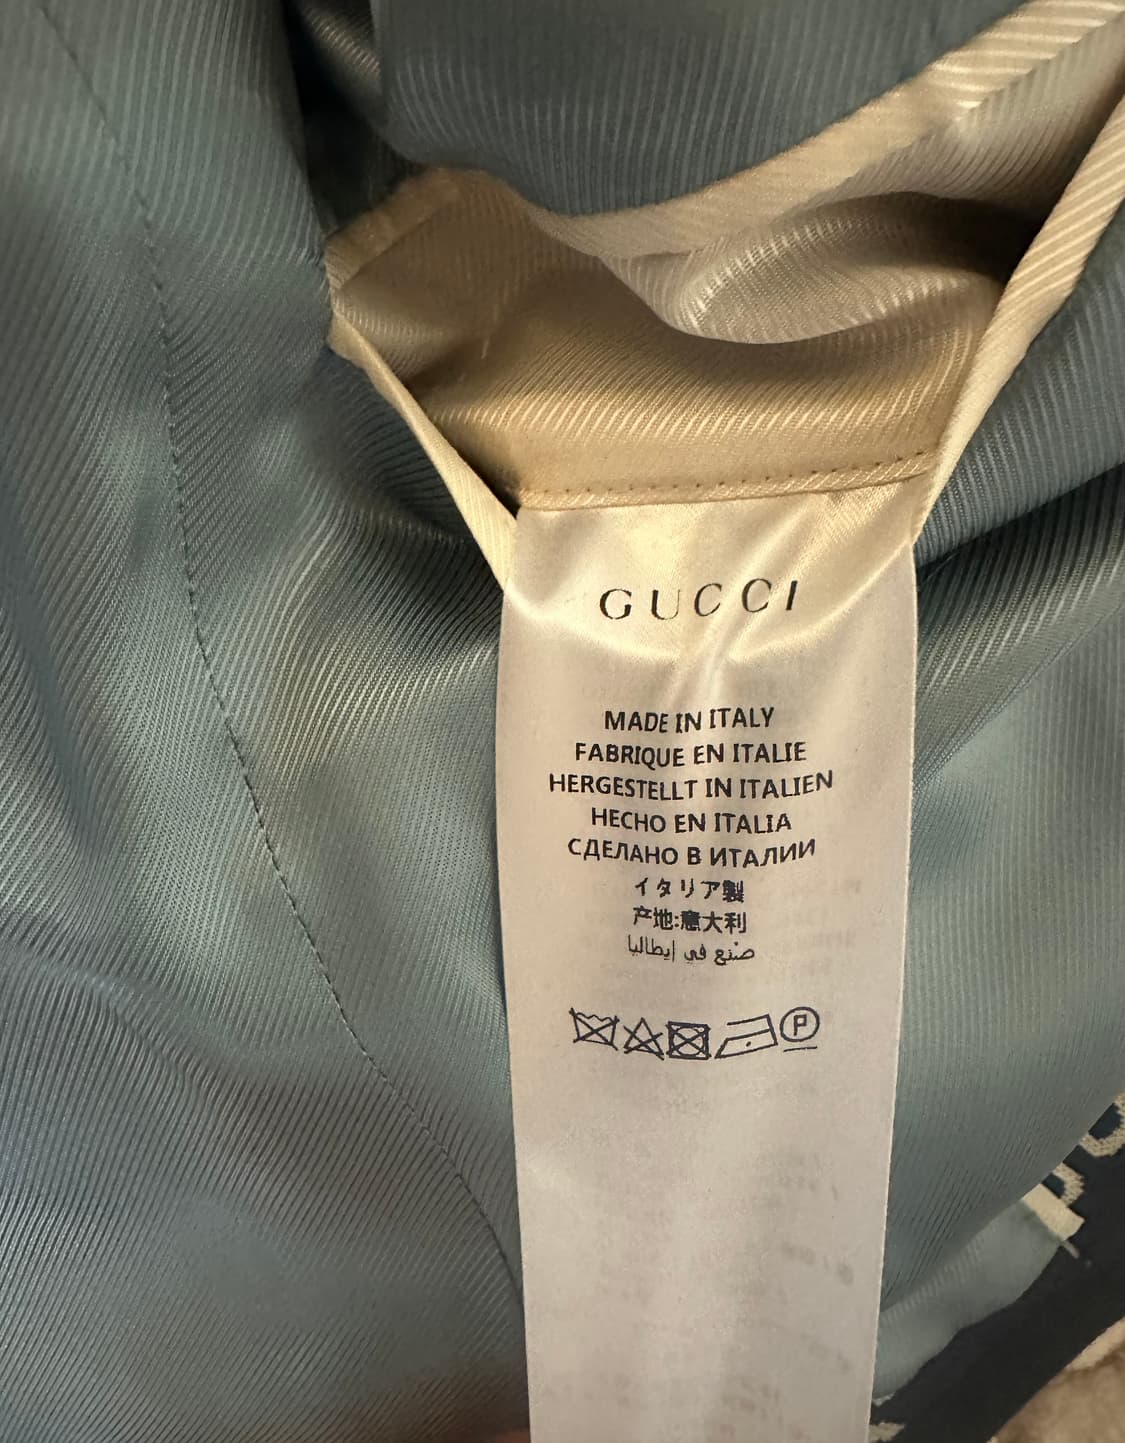 GUCCI
MADE IN ITALY
FABRIQUE EN ITALIE
HERGESTELLT IN ITALIEN
HECHO EN ITALIA
СДЕЛАНО В ИТАЛИИ
イタリア製
产地:意大利
صنع في إيطاليا
P